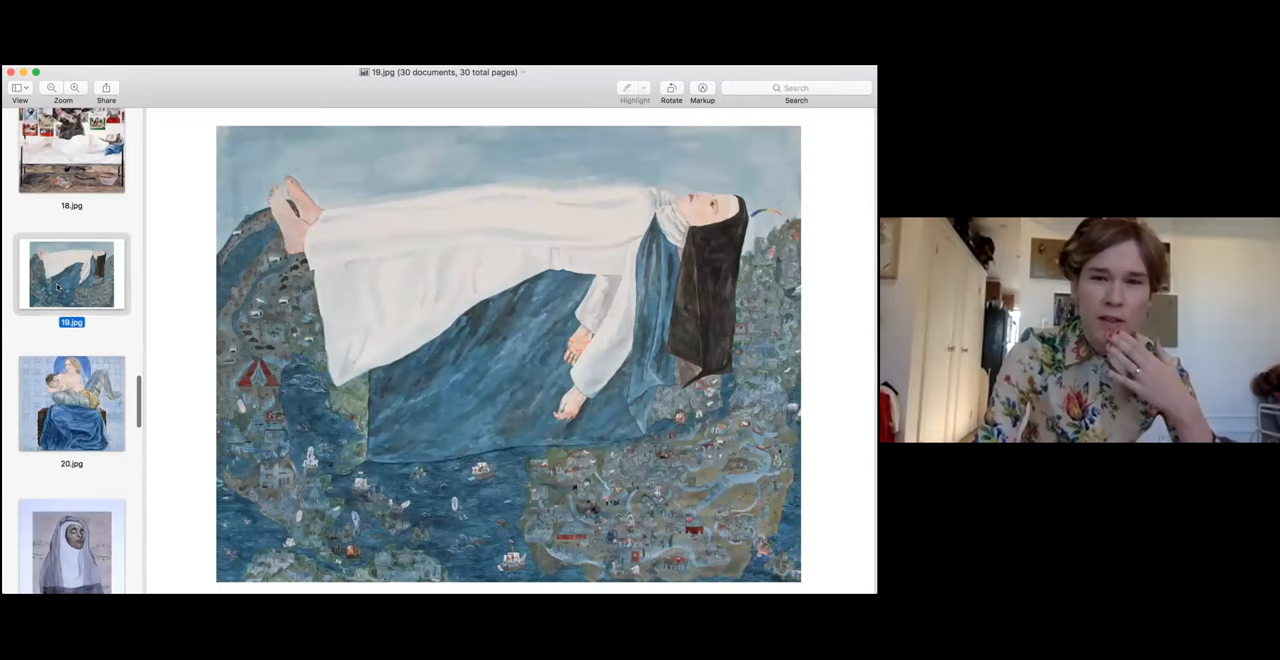 19.jpg (30 documents, 30 total pages)
View
Zoom
Share
Highlight
Rotate
Markup
Search
Search
18.jpg
19.jpg
20.jpg